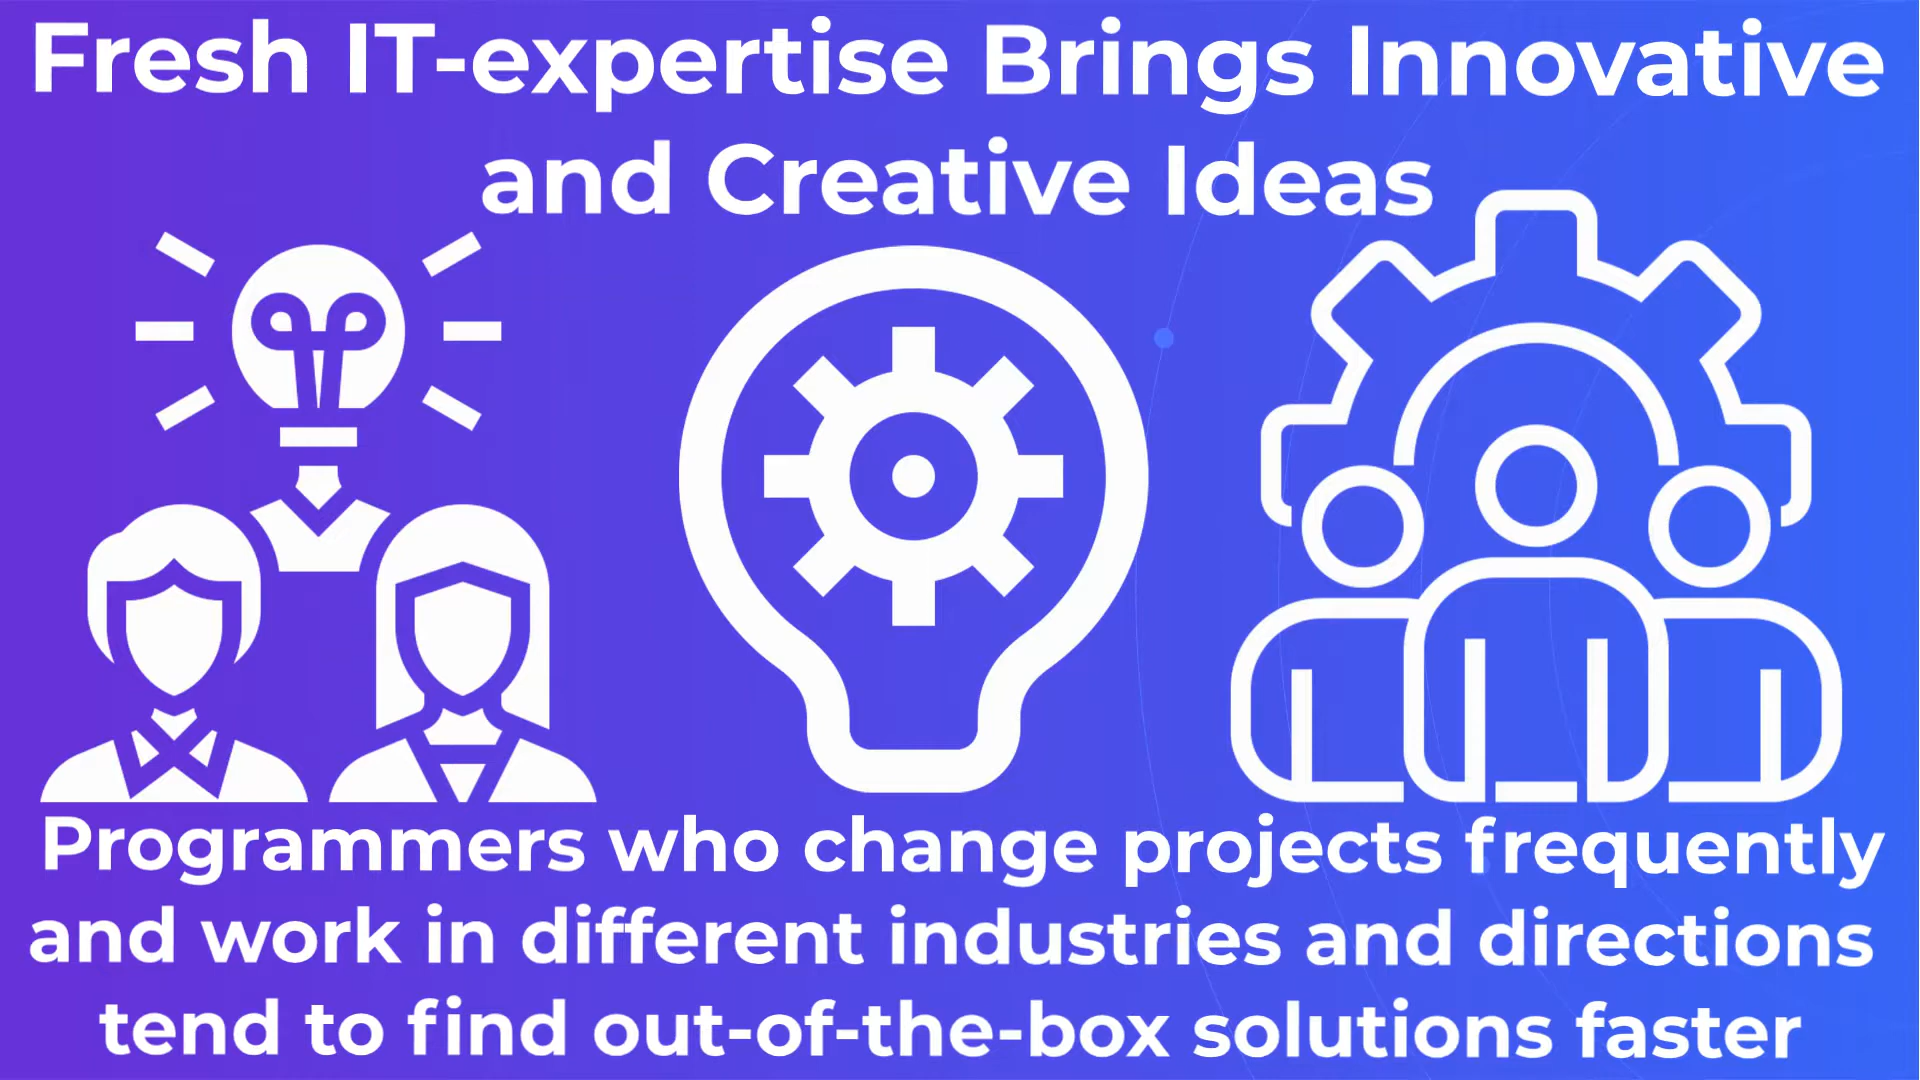 Fresh IT-expertise Brings Innovative
and Creative Ideas
Programmers who change projects frequently
and work in different industries and directions
tend to find out-of-the-box solutions faster